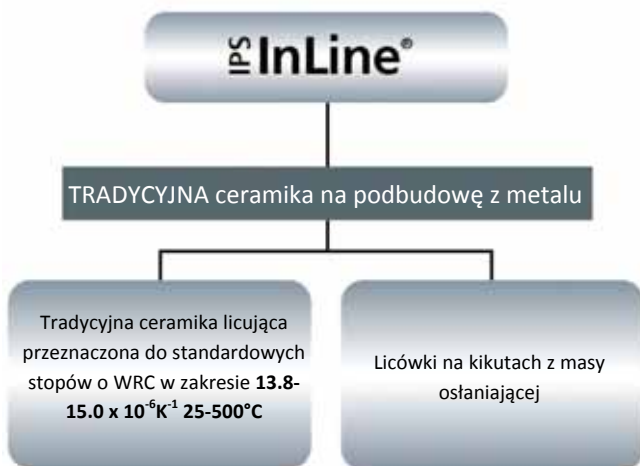 IPS InLine®
TRADYCYJNA ceramika na podbudowę z metalu
Tradycyjna ceramika licująca
przeznaczona do standardowych
stopów o WRC w zakresie 13.8-
15.0 x 10⁻⁶K⁻¹ 25-500°C
Licówki na kikutach z masy
osłaniającej